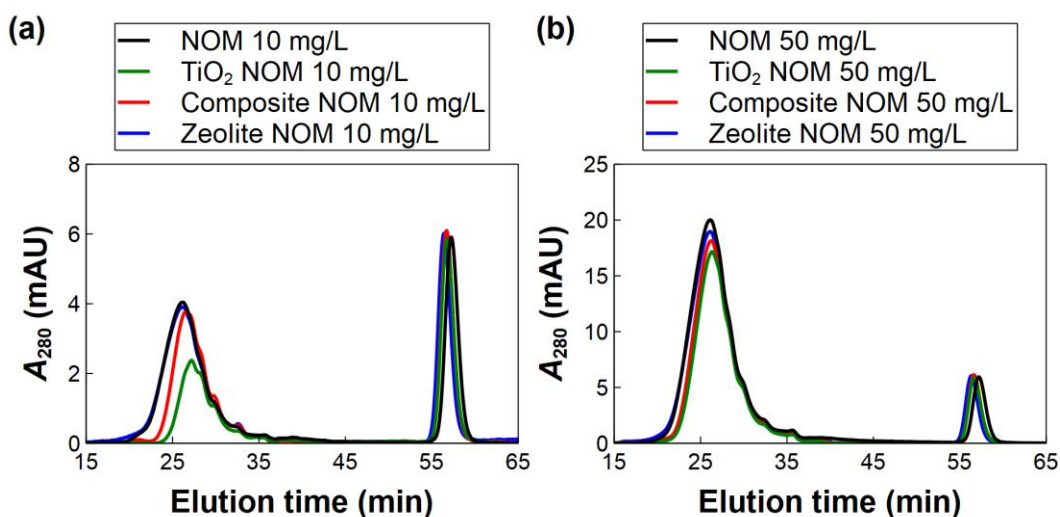 (a)
NOM 10 mg/L
TiO₂ NOM 10 mg/L
Composite NOM 10 mg/L
Zeolite NOM 10 mg/L
8
6
4
2
0
A₂₈₀ (mAU)
15 25 35 45 55 65
Elution time (min)
(b)
NOM 50 mg/L
TiO₂ NOM 50 mg/L
Composite NOM 50 mg/L
Zeolite NOM 50 mg/L
25
20
15
10
5
0
A₂₈₀ (mAU)
15 25 35 45 55 65
Elution time (min)